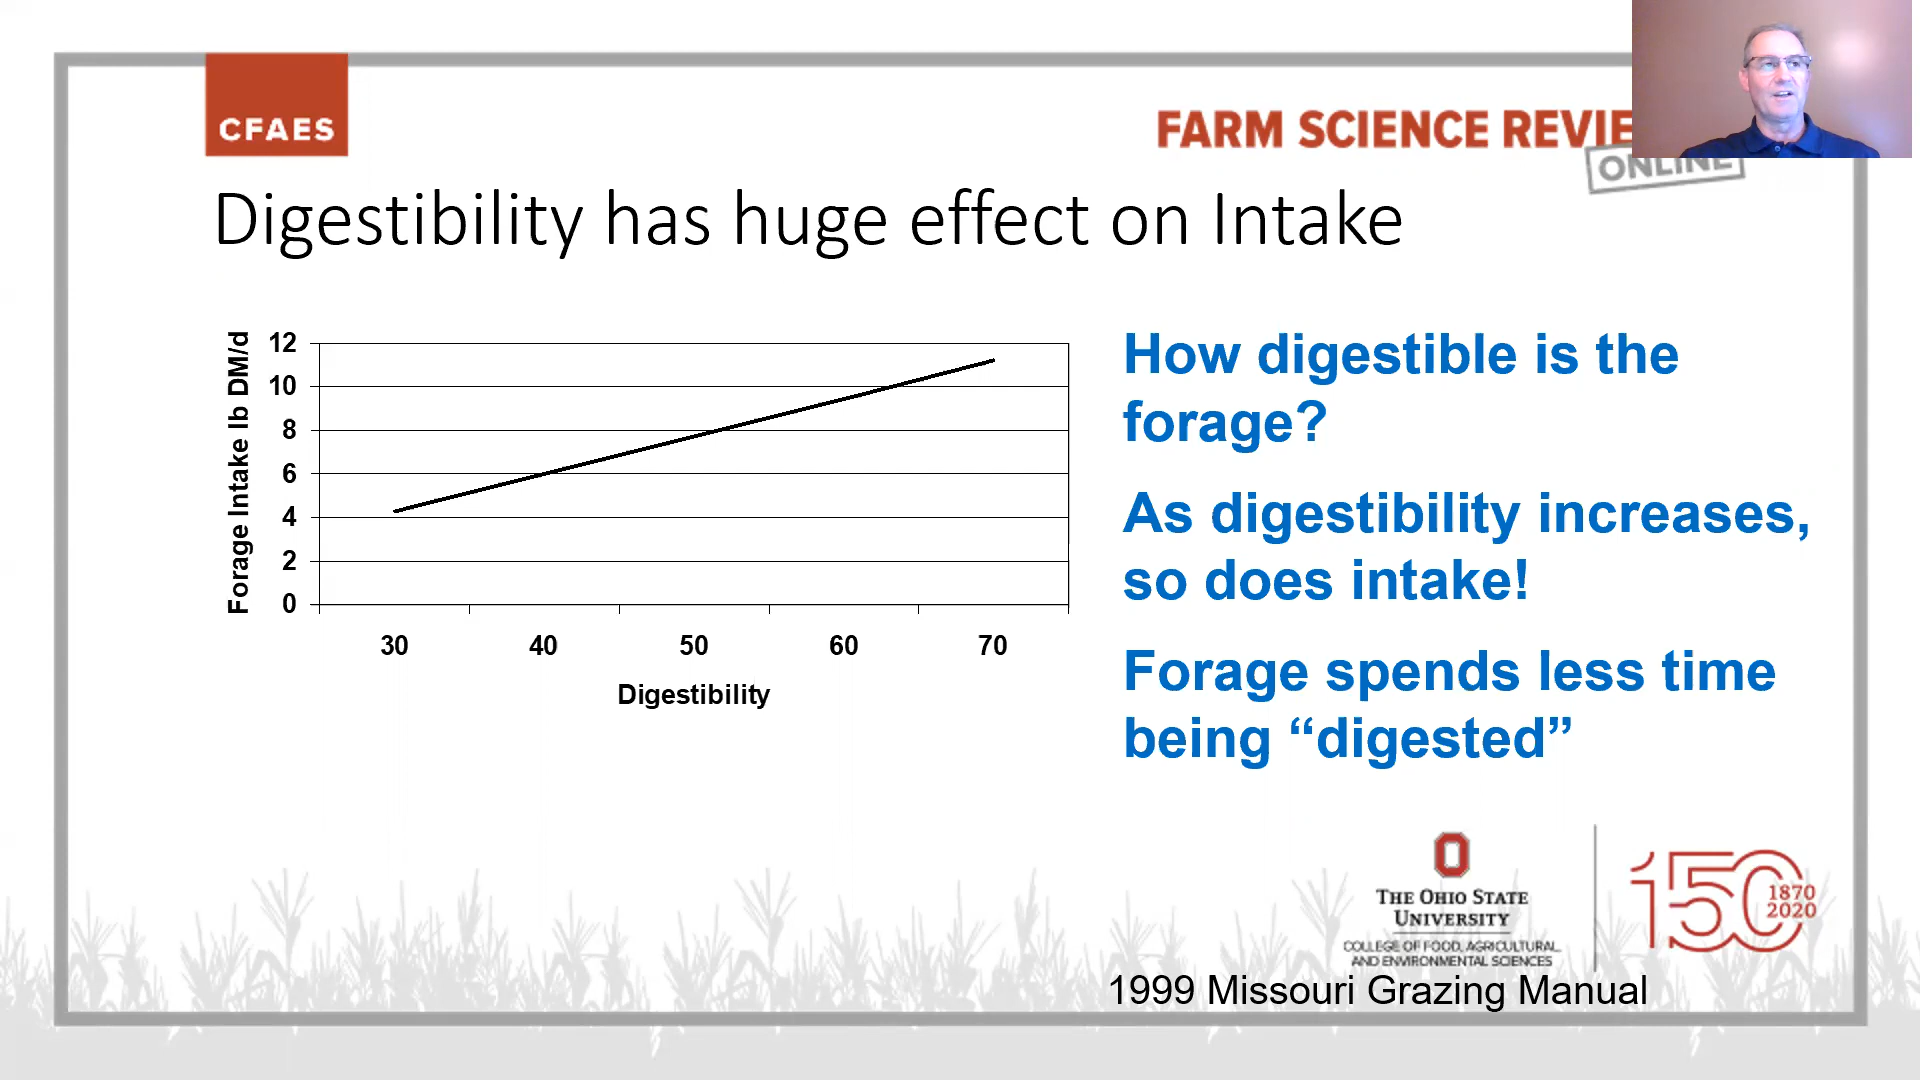 CFAES
FARM SCIENCE REVIE
ONLINE
Digestibility has huge effect on Intake
Forage Intake lb DM/d
12
10
8
6
4
2
0
30 40 50 60 70
Digestibility
How digestible is the
forage?
As digestibility increases,
so does intake!
Forage spends less time
being “digested”
THE OHIO STATE
UNIVERSITY
COLLEGE OF FOOD, AGRICULTURAL,
AND ENVIRONMENTAL SCIENCES
150
1870
2020
1999 Missouri Grazing Manual